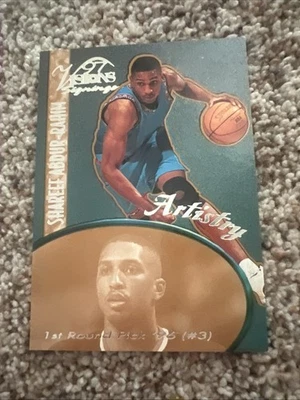 '97
VISIONS
Signings
SHAREEF ABDUR-RAHIM
Artistry
1st Round Pick '96 (#3)